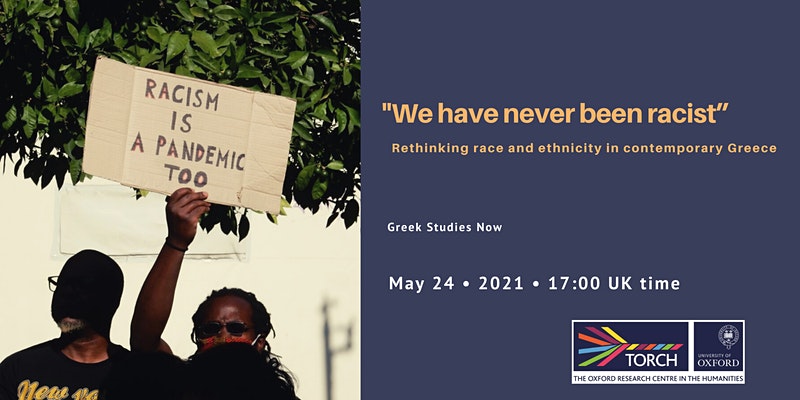 RACISM
IS
A PANDEMIC
TOO
"We have never been racist”
Rethinking race and ethnicity in contemporary Greece
Greek Studies Now
May 24 • 2021 • 17:00 UK time
TORCH
UNIVERSITY OF
OXFORD
THE OXFORD RESEARCH CENTRE IN THE HUMANITIES